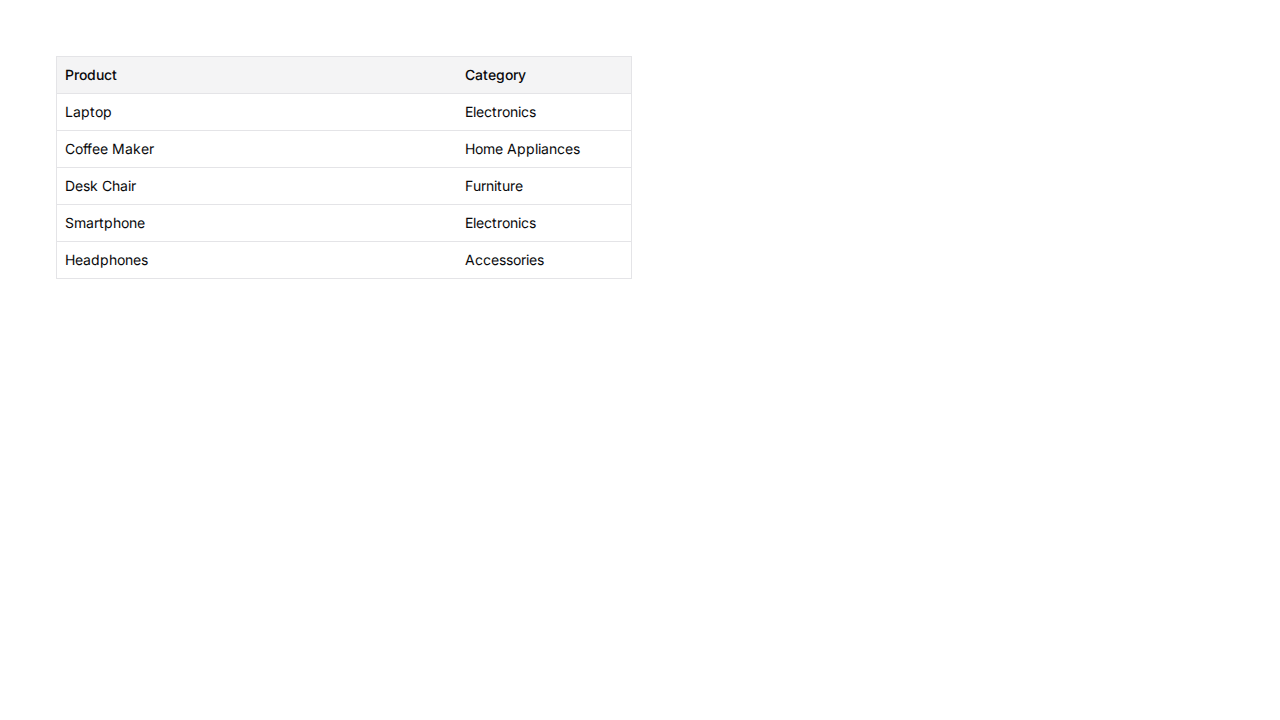 Product Category
Laptop Electronics
Coffee Maker Home Appliances
Desk Chair Furniture
Smartphone Electronics
Headphones Accessories